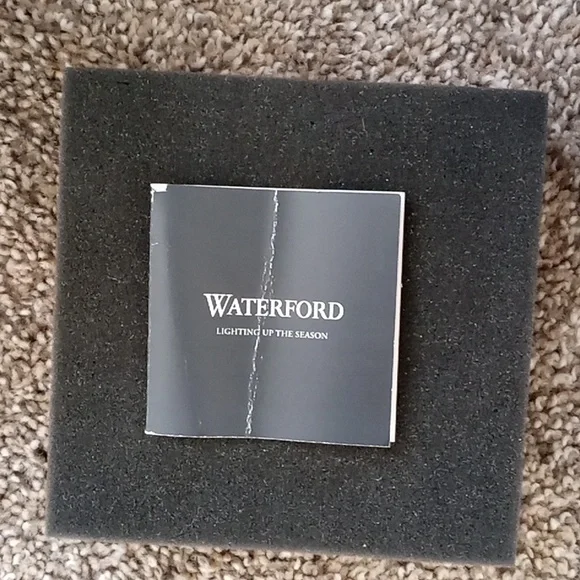 WATERFORD
LIGHTING UP THE SEASON